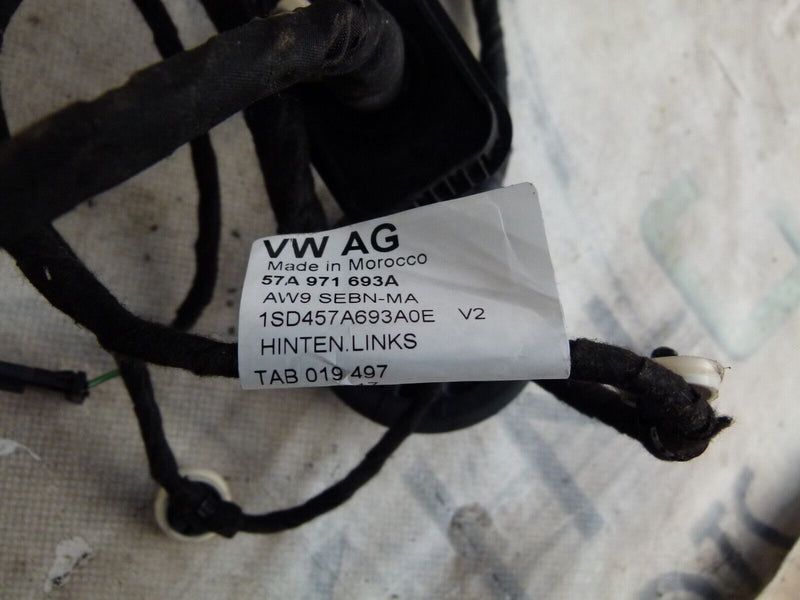 VW AG
Made in Morocco
57A 971 693A
AW9 SEBN-MA
1SD457A693A0E V2
HINTEN.LINKS
TAB 019 497